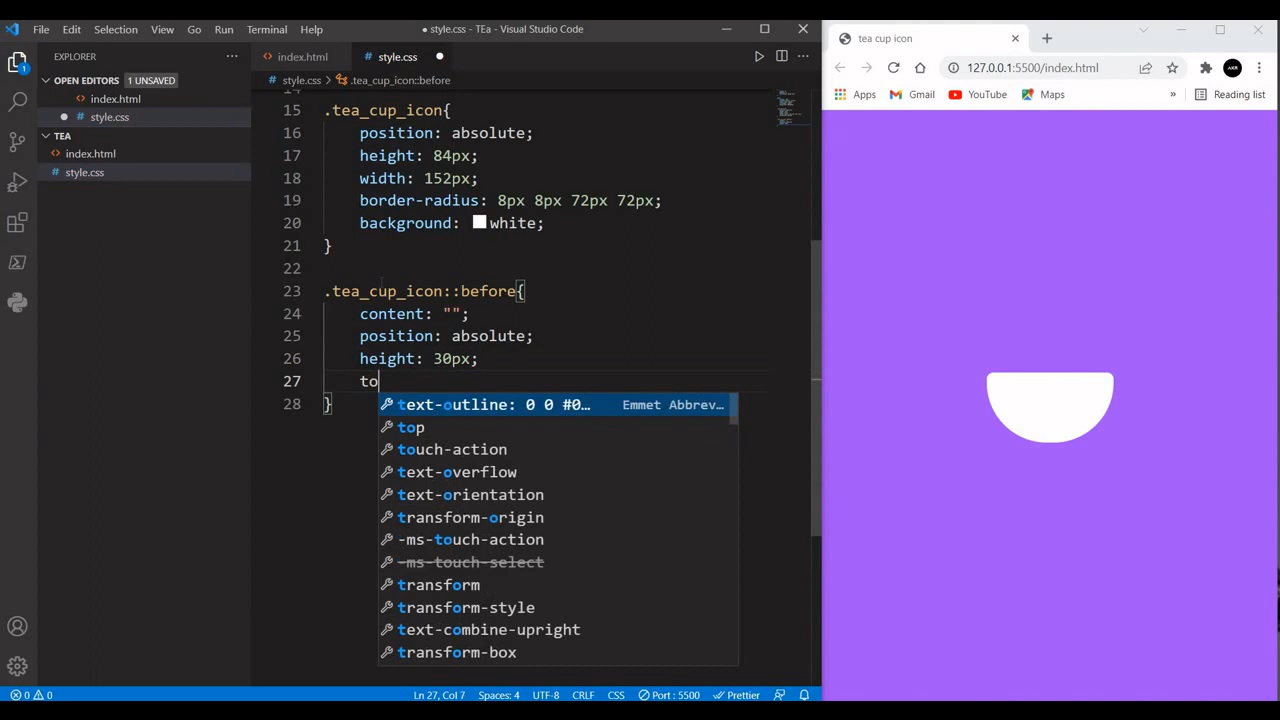 File Edit Selection View Go Run Terminal Help
● style.css - TEa - Visual Studio Code
EXPLORER
OPEN EDITORS 1 UNSAVED
index.html
style.css
TEA
index.html
style.css
1
index.html
style.css
style.css > .tea_cup_icon::before
15 .tea_cup_icon{
16 position: absolute;
17 height: 84px;
18 width: 152px;
19 border-radius: 8px 8px 72px 72px;
20 background: white;
21 }
22
23 .tea_cup_icon::before{
24 content: "";
25 position: absolute;
26 height: 30px;
27 to
28 }
text-outline: 0 0 #0… Emmet Abbrev…
top
touch-action
text-overflow
text-orientation
transform-origin
-ms-touch-action
-ms-touch-select
transform
transform-style
text-combine-upright
transform-box
0 0
Ln 27, Col 7 Spaces: 4 UTF-8 CRLF CSS Port : 5500 Prettier
tea cup icon
127.0.0.1:5500/index.html
Apps Gmail YouTube Maps » Reading list